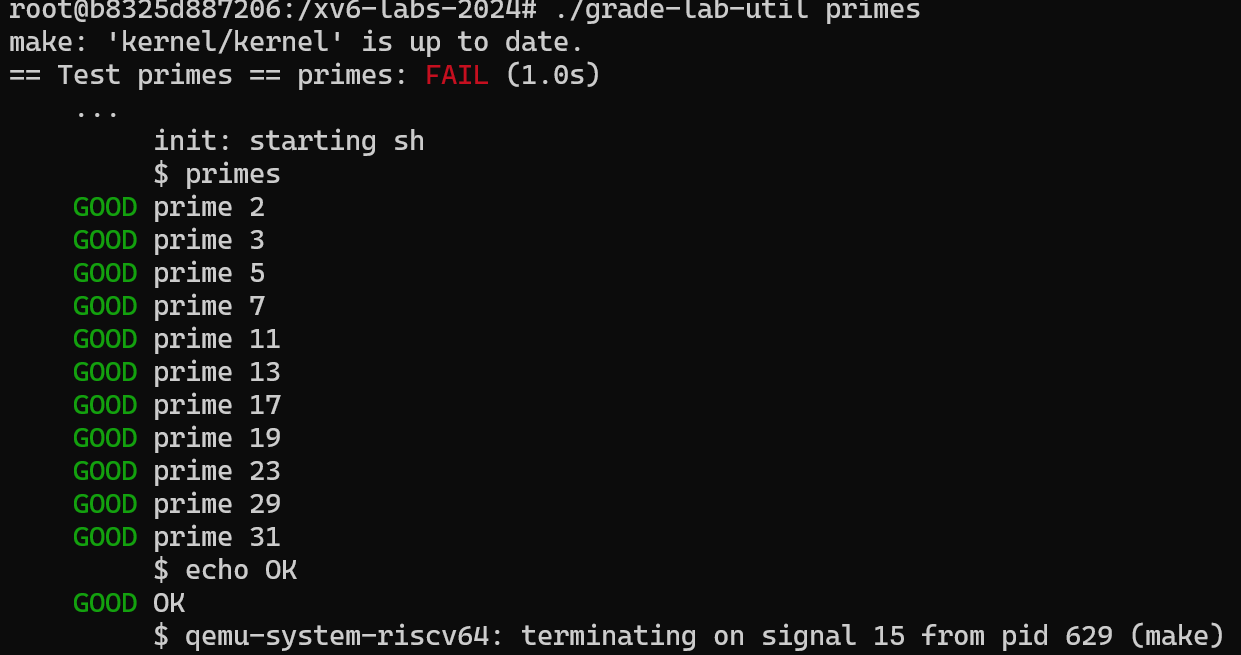 root@b8325d887206:/xv6-labs-2024# ./grade-lab-util primes
make: 'kernel/kernel' is up to date.
== Test primes == primes: FAIL (1.0s)
...
init: starting sh
$ primes
GOOD prime 2
GOOD prime 3
GOOD prime 5
GOOD prime 7
GOOD prime 11
GOOD prime 13
GOOD prime 17
GOOD prime 19
GOOD prime 23
GOOD prime 29
GOOD prime 31
$ echo OK
GOOD OK
$ qemu-system-riscv64: terminating on signal 15 from pid 629 (make)